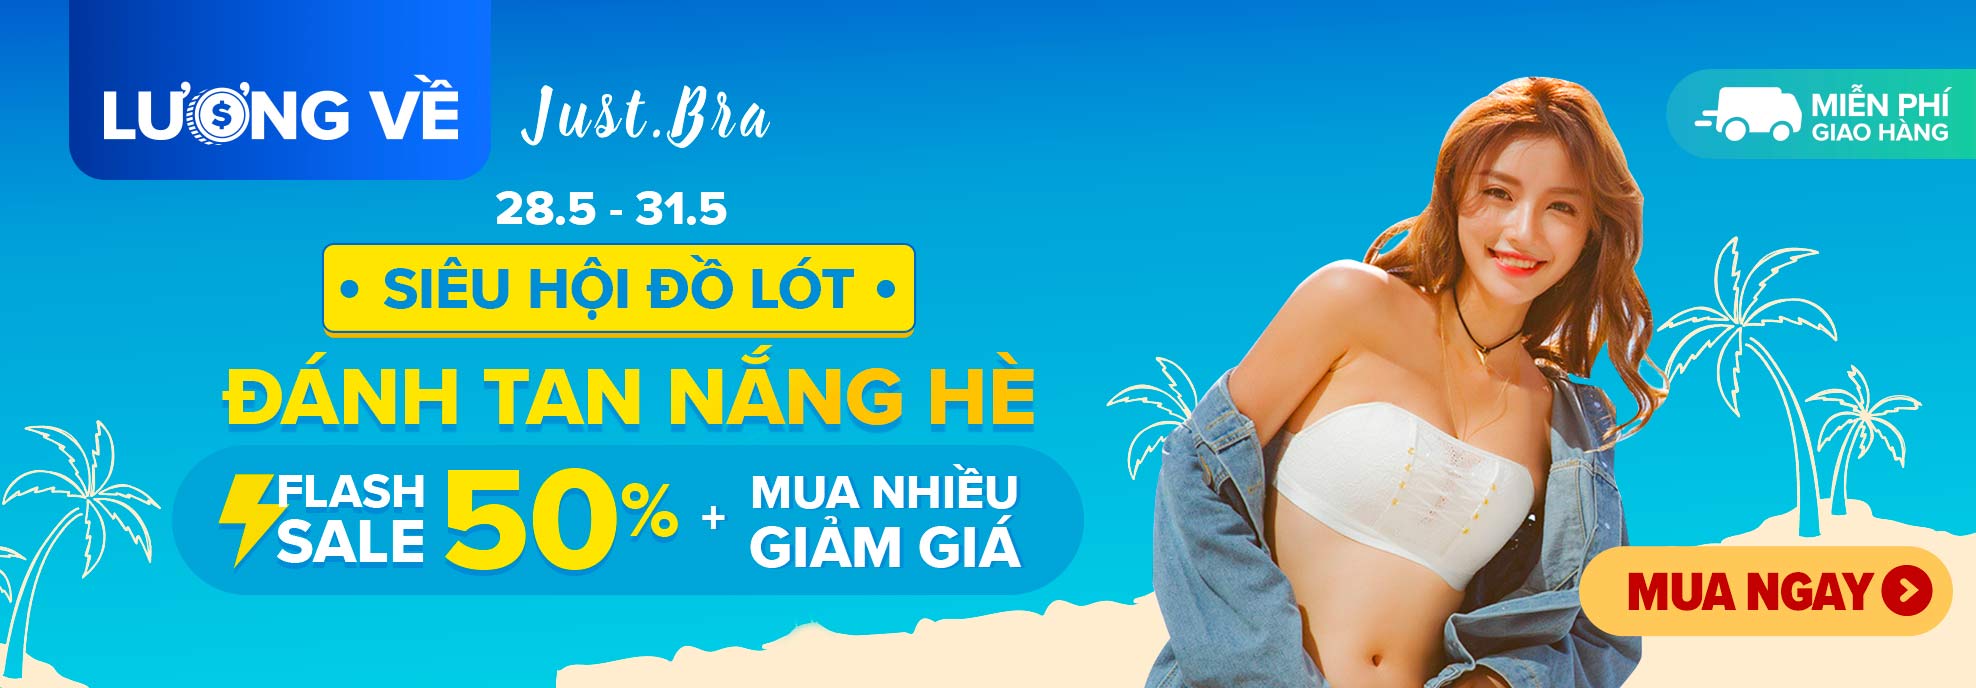 LƯƠNG VỀ
Just.Bra
MIỄN PHÍ
GIAO HÀNG
28.5 - 31.5
• SIÊU HỘI ĐỒ LÓT •
ĐÁNH TAN NẮNG HÈ
FLASH
SALE
50%
+
MUA NHIỀU
GIẢM GIÁ
MUA NGAY